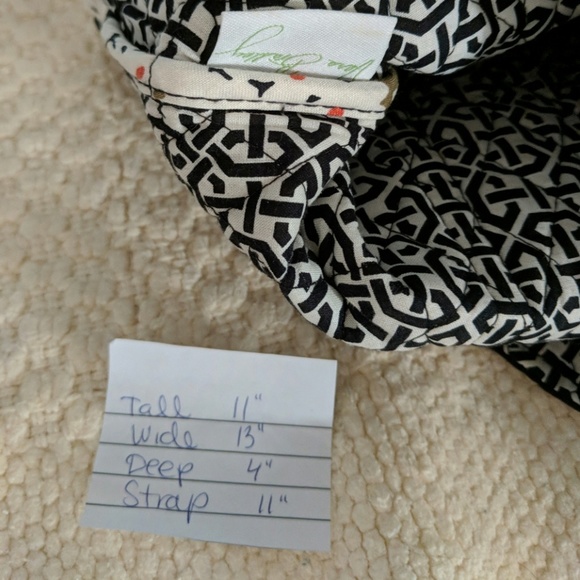 Vera Bradley
Tall 11"
Wide 13"
Deep 4"
Strap 11"